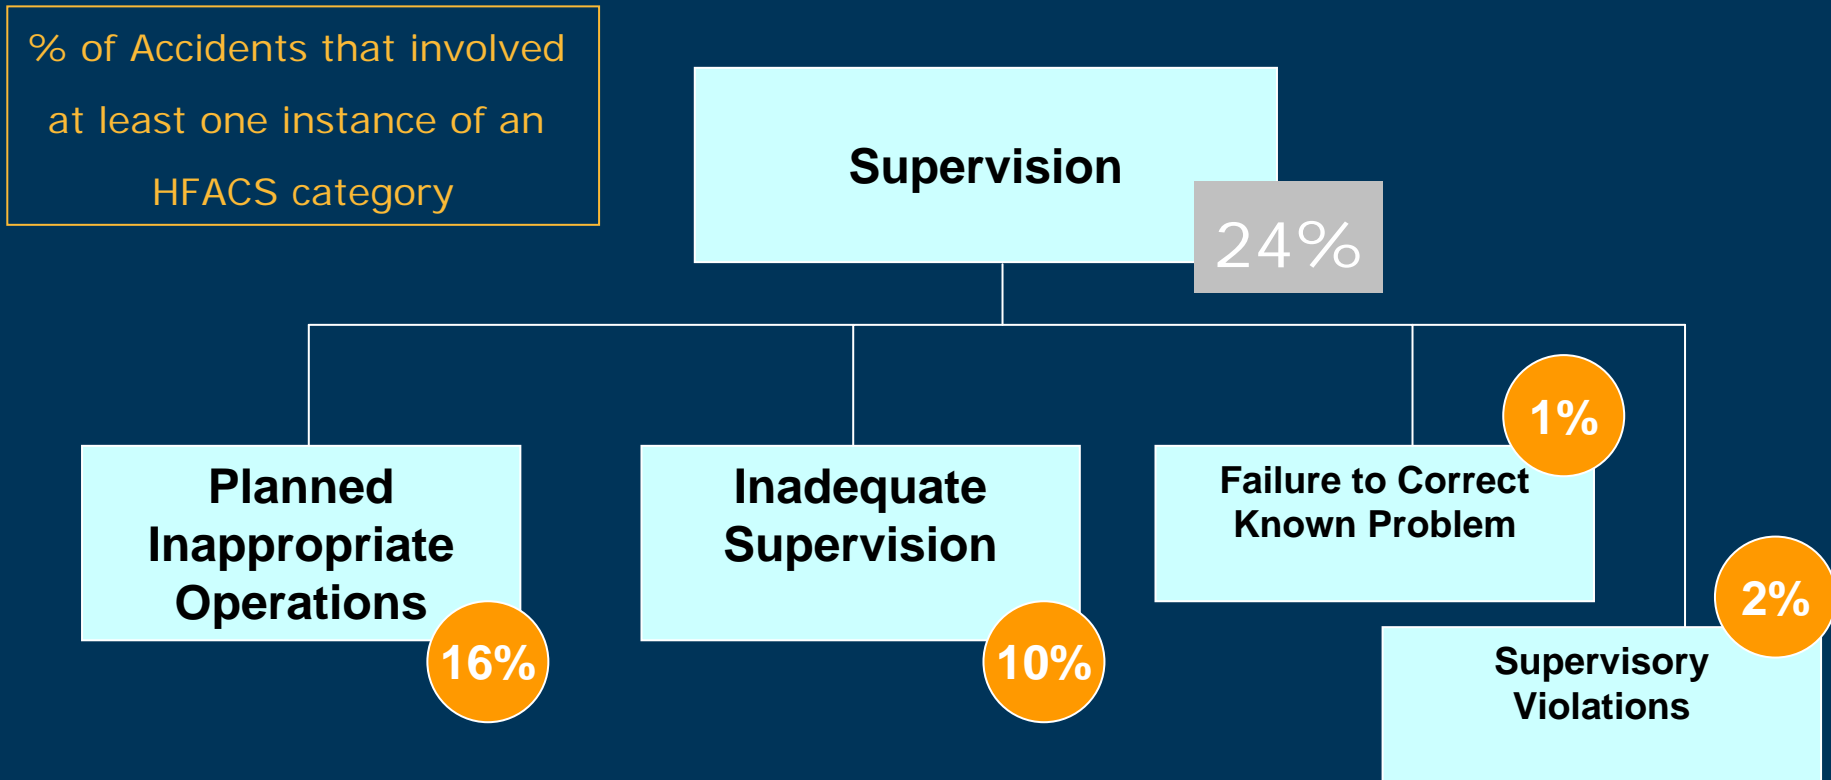 % of Accidents that involved
at least one instance of an
HFACS category
Supervision
24%
Planned
Inappropriate
Operations
16%
Inadequate
Supervision
10%
1%
Failure to Correct
Known Problem
2%
Supervisory
Violations